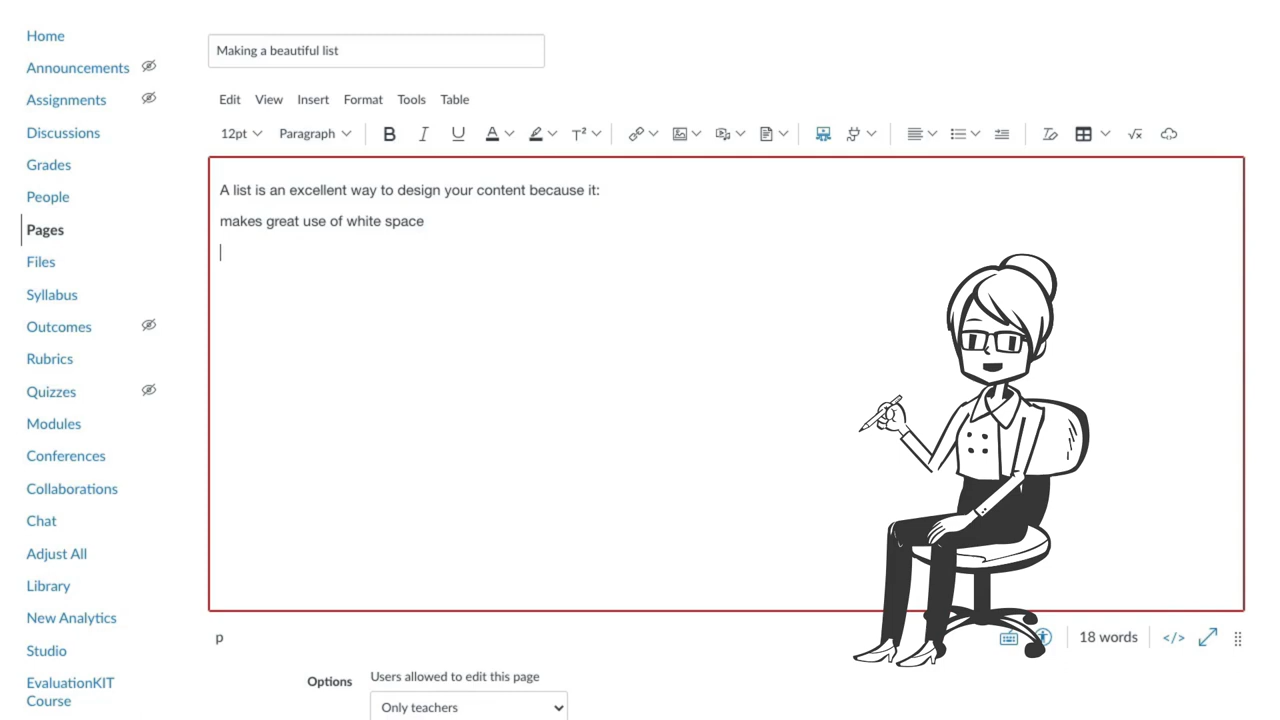 Home
Announcements
Assignments
Discussions
Grades
People
Pages
Files
Syllabus
Outcomes
Rubrics
Quizzes
Modules
Conferences
Collaborations
Chat
Adjust All
Library
New Analytics
Studio
EvaluationKIT
Course
Making a beautiful list
Edit View Insert Format Tools Table
12pt Paragraph B I U A T²
A list is an excellent way to design your content because it:
makes great use of white space
p
18 words </>
Options
Users allowed to edit this page
Only teachers